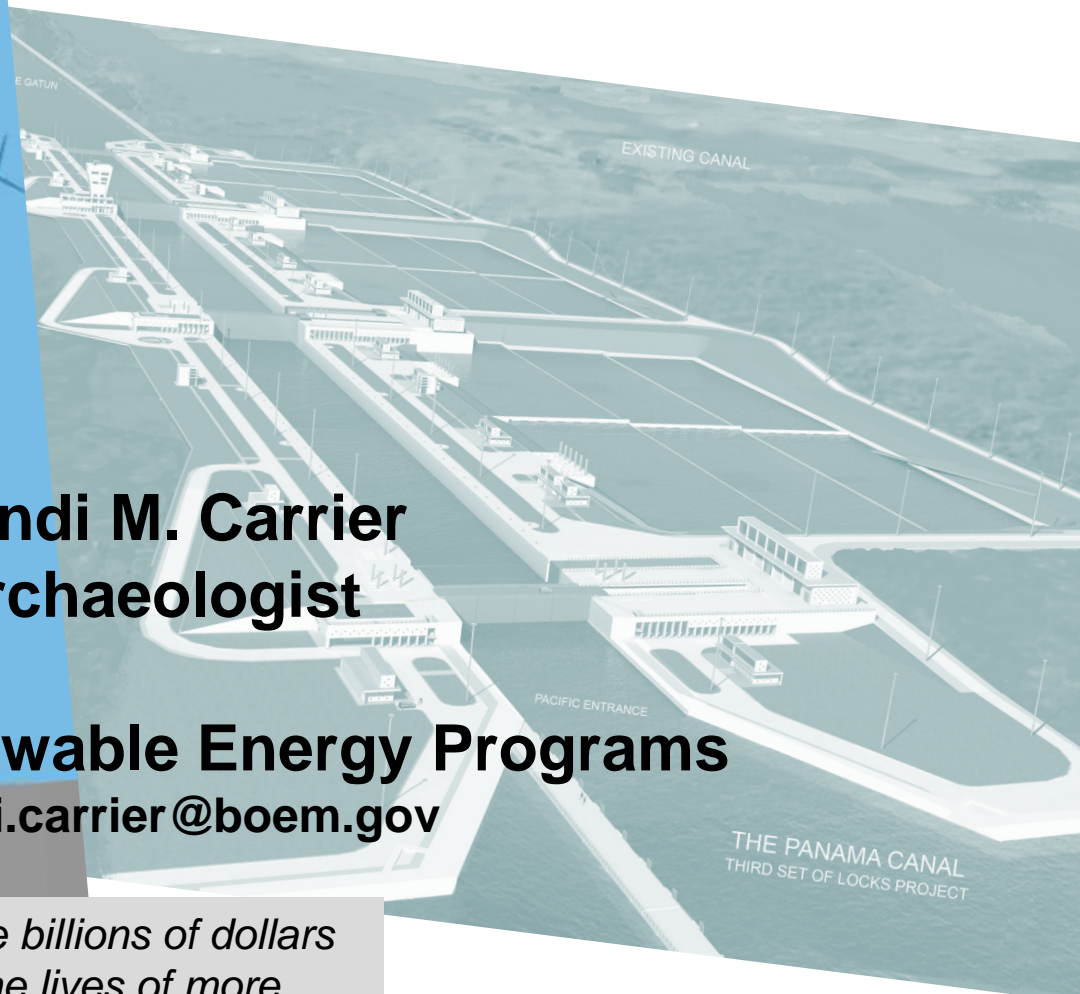 E GATUN
EXISTING CANAL
ndi M. Carrier
rchaeologist
PACIFIC ENTRANCE
wable Energy Programs
i.carrier@boem.gov
THE PANAMA CANAL
THIRD SET OF LOCKS PROJECT
e billions of dollars
he lives of more